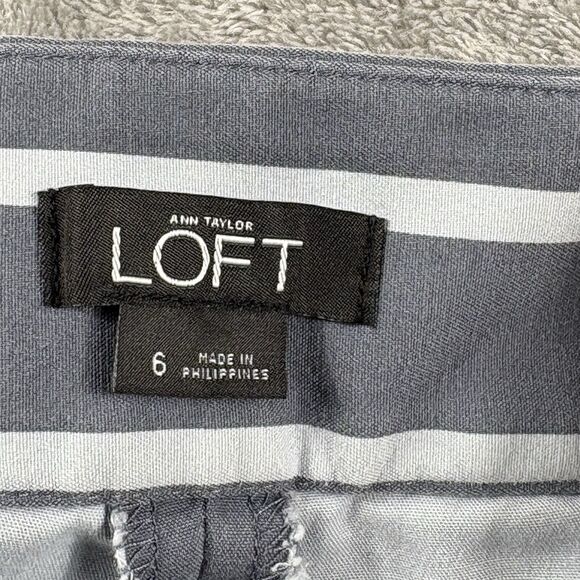 ANN TAYLOR
LOFT
6
MADE IN
PHILIPPINES